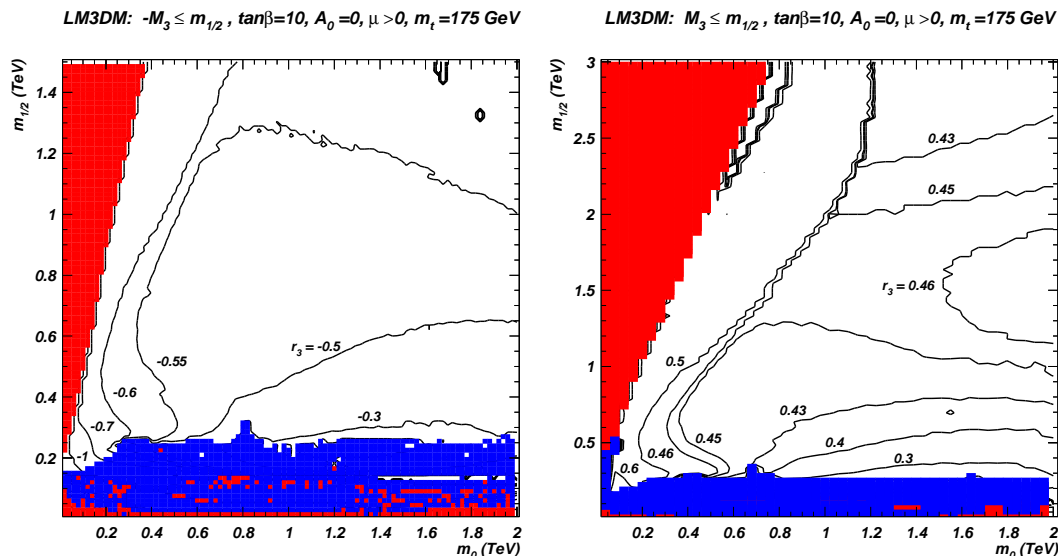 LM3DM: -M3 ≤ m1/2 , tanβ=10, A0 =0, μ >0, mt =175 GeV
m1/2 (TeV)
1.4
1.2
1
0.8
0.6
0.4
0.2
r3 = -0.5
-0.55
-0.6
-0.3
-0.7
-1
0.2 0.4 0.6 0.8 1 1.2 1.4 1.6 1.8 2
m0 (TeV)
LM3DM: M3 ≤ m1/2, tanβ=10, A0 =0, μ >0, mt =175 GeV
m1/2 (TeV)
3
2.5
2
1.5
1
0.5
0.43
0.45
r3 = 0.46
0.5
0.43
0.45
0.4
0.46
0.3
0.6
0.2 0.4 0.6 0.8 1 1.2 1.4 1.6 1.8 2
m0 (TeV)